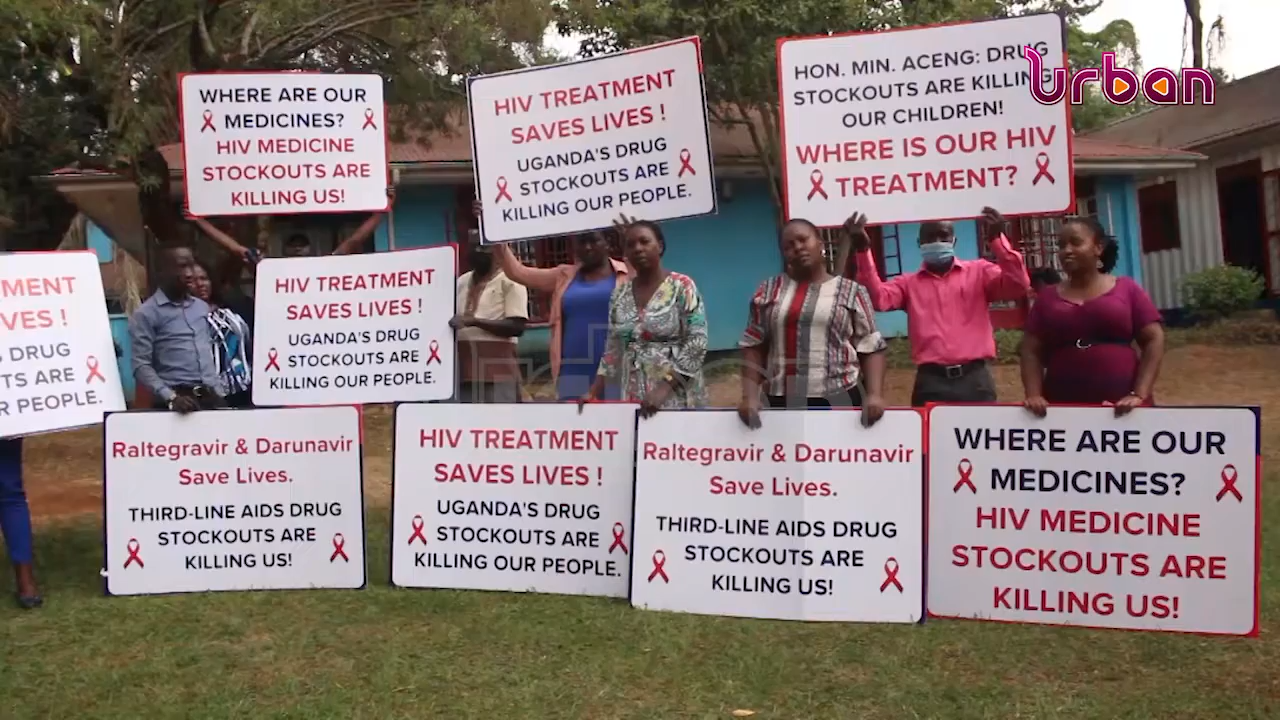 Urban
WHERE ARE OUR
MEDICINES?
HIV MEDICINE
STOCKOUTS ARE
KILLING US!
HIV TREATMENT
SAVES LIVES !
UGANDA'S DRUG
STOCKOUTS ARE
KILLING OUR PEOPLE.
HON. MIN. ACENG: DRUG
STOCKOUTS ARE KILLING
OUR CHILDREN!
WHERE IS OUR HIV
TREATMENT?
MENT
VES !
DRUG
TS ARE
R PEOPLE.
HIV TREATMENT
SAVES LIVES !
UGANDA'S DRUG
STOCKOUTS ARE
KILLING OUR PEOPLE.
Raltegravir & Darunavir
Save Lives.
THIRD-LINE AIDS DRUG
STOCKOUTS ARE
KILLING US!
HIV TREATMENT
SAVES LIVES !
UGANDA'S DRUG
STOCKOUTS ARE
KILLING OUR PEOPLE.
Raltegravir & Darunavir
Save Lives.
THIRD-LINE AIDS DRUG
STOCKOUTS ARE
KILLING US!
WHERE ARE OUR
MEDICINES?
HIV MEDICINE
STOCKOUTS ARE
KILLING US!